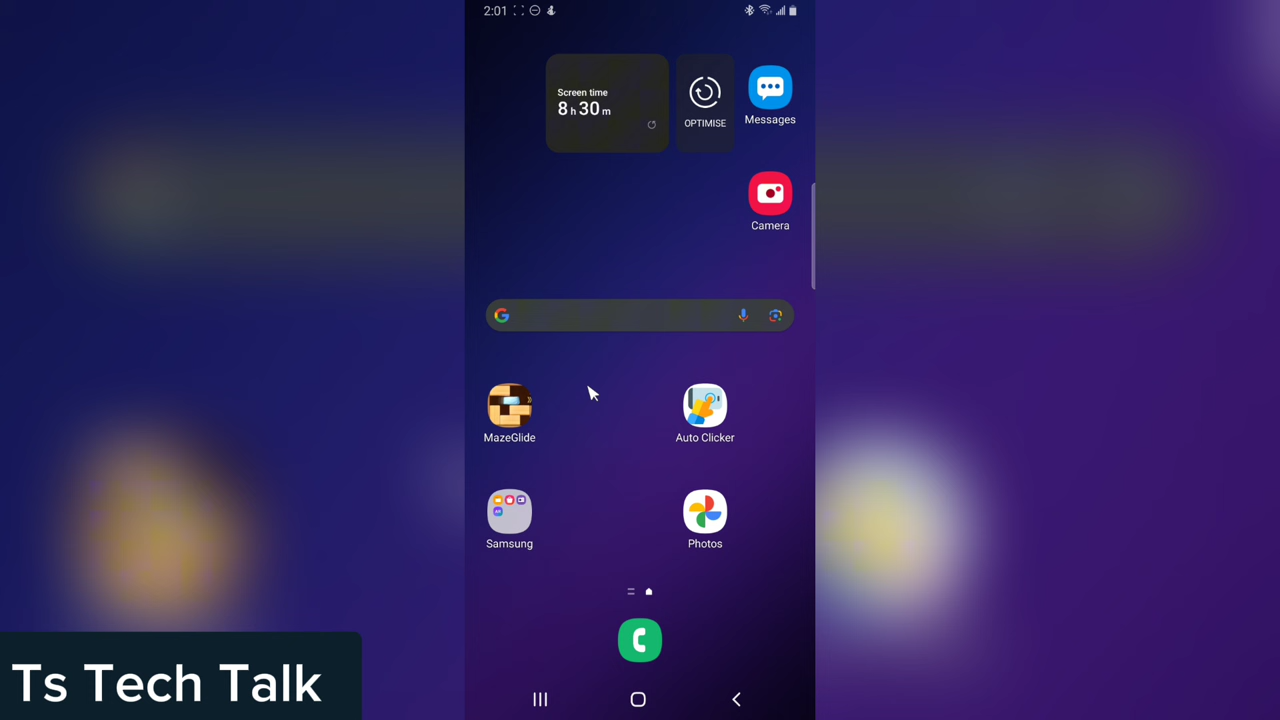 2:01
Screen time
8 h 30 m
OPTIMISE
Messages
Camera
MazeGlide
Auto Clicker
Samsung
Photos
Ts Tech Talk